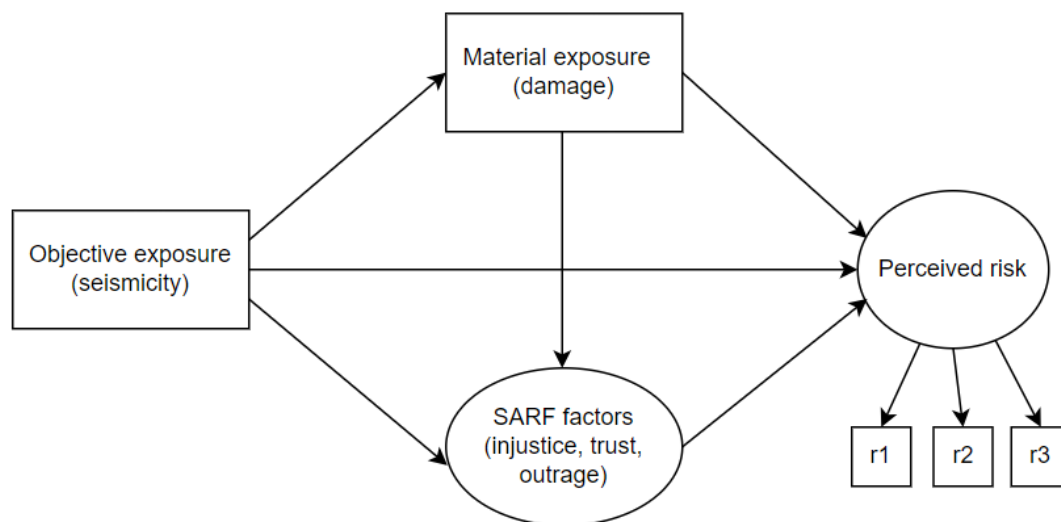 Material exposure
(damage)
Objective exposure
(seismicity)
Perceived risk
SARF factors
(injustice, trust,
outrage)
r1
r2
r3